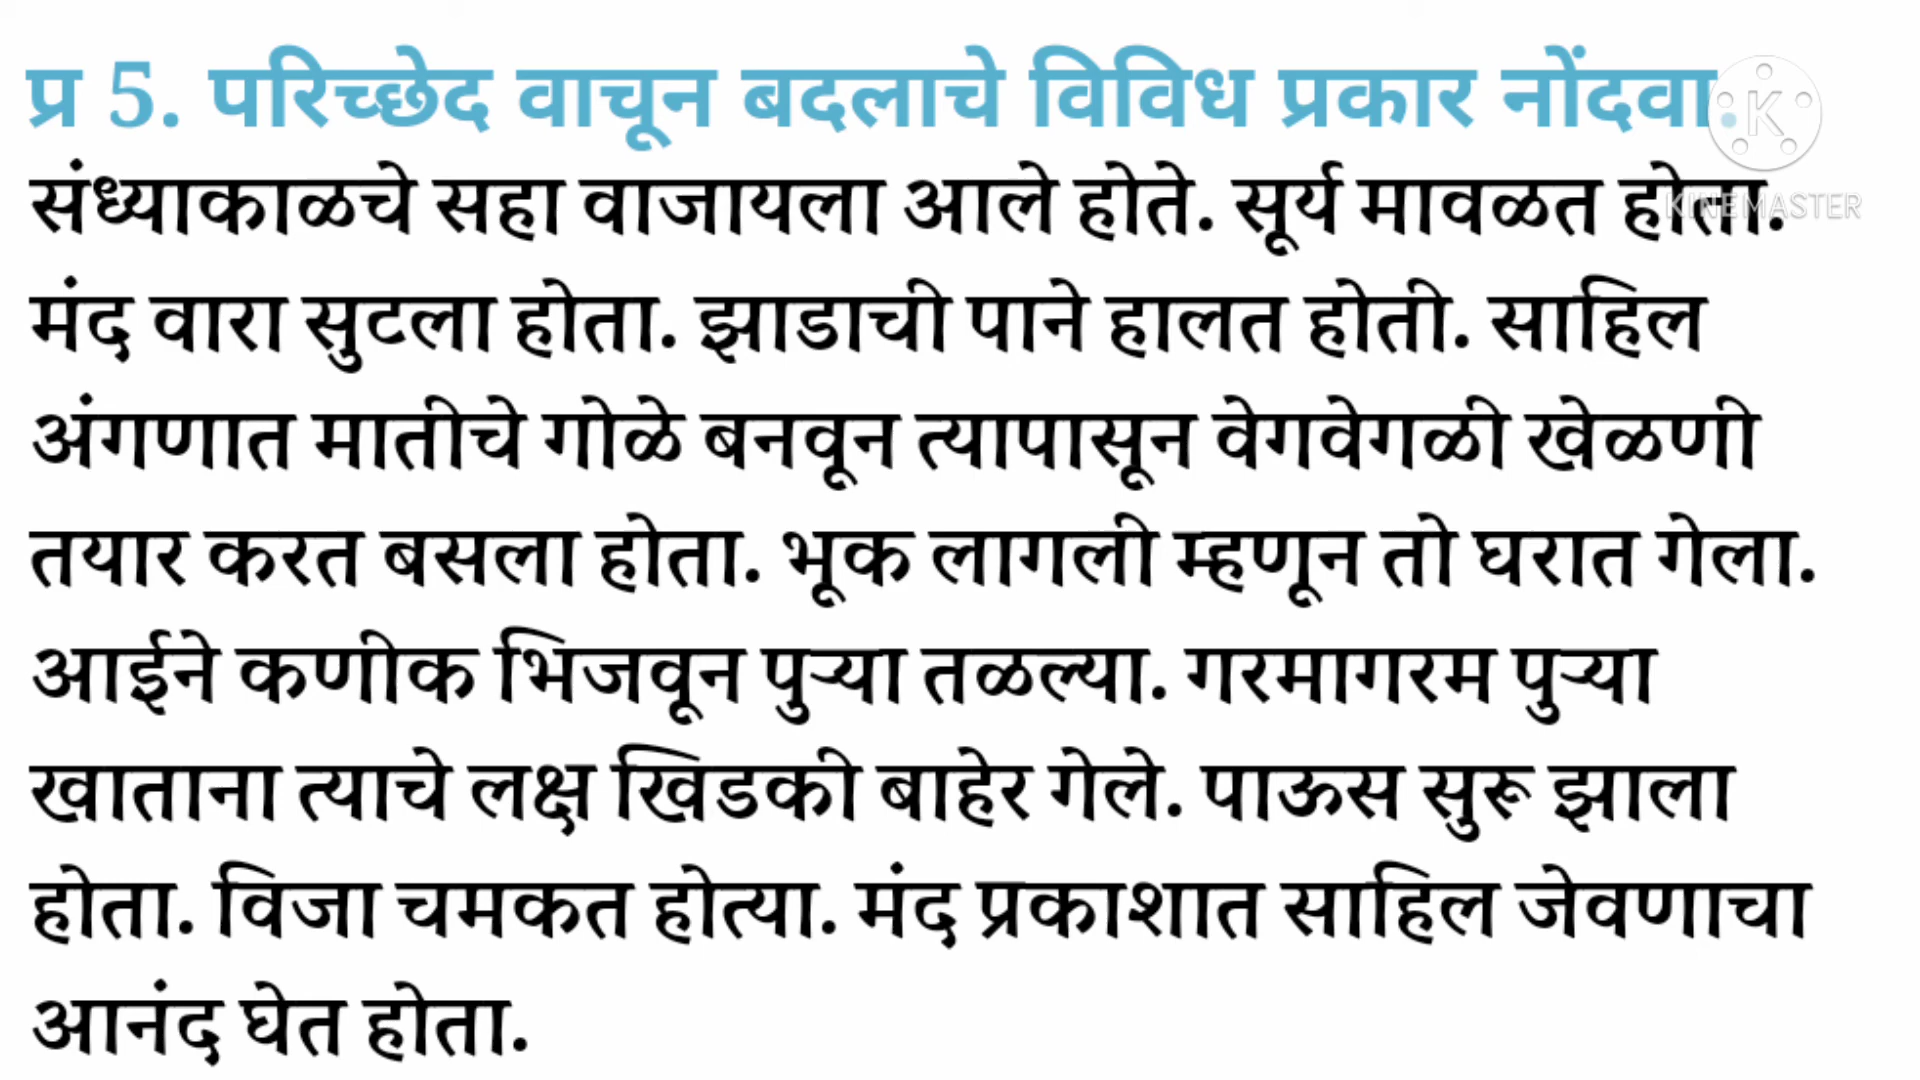 प्र 5. परिच्छेद वाचून बदलाचे विविध प्रकार नोंदवा.
K
KINEMASTER
संध्याकाळचे सहा वाजायला आले होते. सूर्य मावळत होता.
मंद वारा सुटला होता. झाडाची पाने हालत होती. साहिल
अंगणात मातीचे गोळे बनवून त्यापासून वेगवेगळी खेळणी
तयार करत बसला होता. भूक लागली म्हणून तो घरात गेला.
आईने कणीक भिजवून पुऱ्या तळल्या. गरमागरम पुऱ्या
खाताना त्याचे लक्ष खिडकी बाहेर गेले. पाऊस सुरू झाला
होता. विजा चमकत होत्या. मंद प्रकाशात साहिल जेवणाचा
आनंद घेत होता.